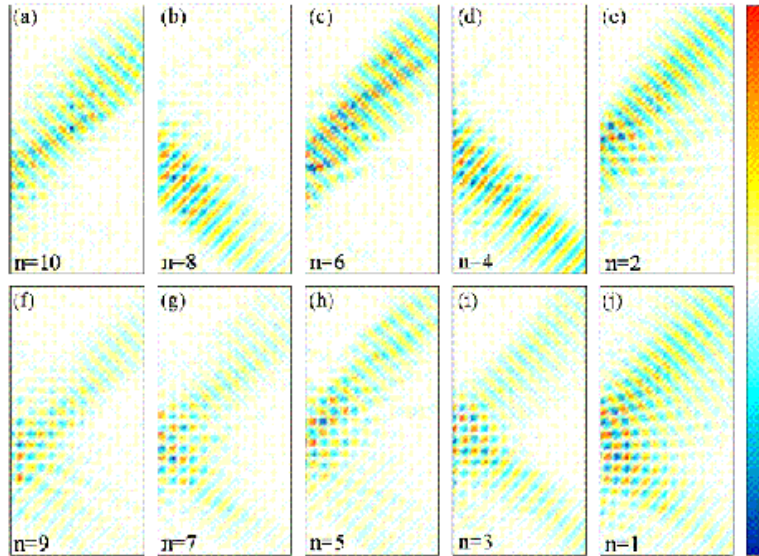 (a) (b) (c) (d) (e)
n=10 n=8 n=6 n=4 n=2
(f) (g) (h) (i) (j)
n=9 n=7 n=5 n=3 n=1